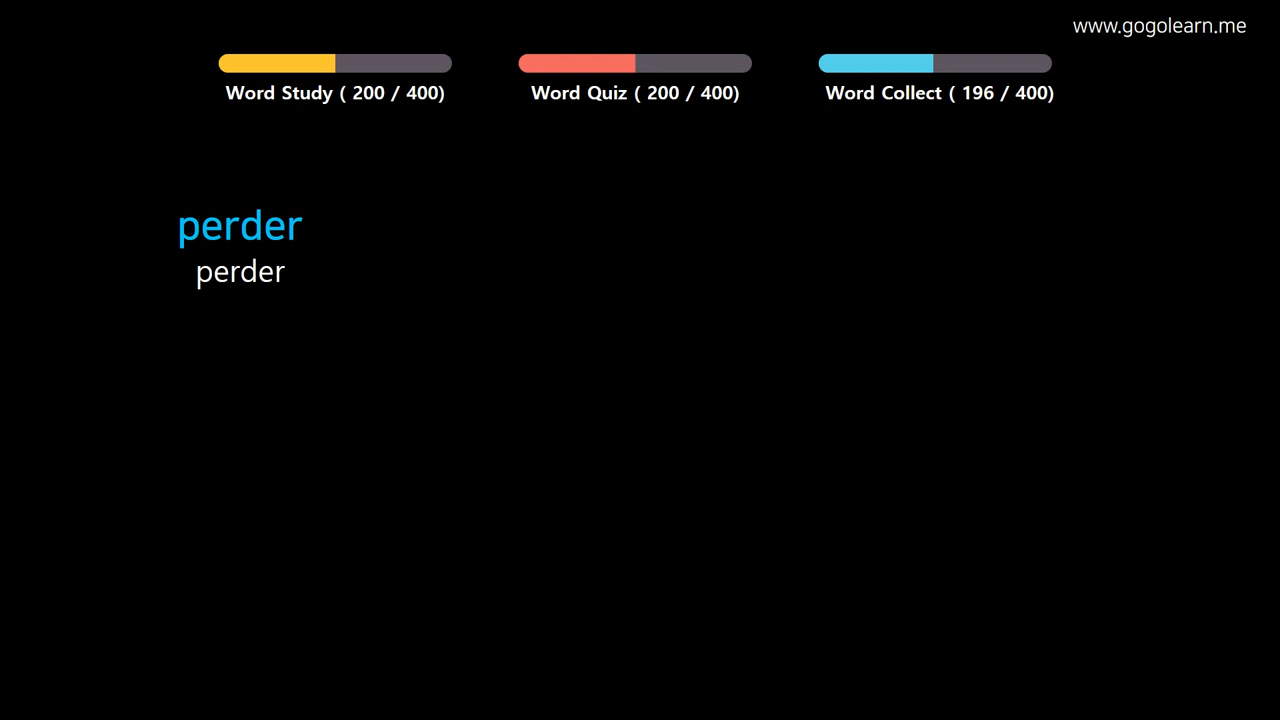 www.gogolearn.me
Word Study ( 200 / 400)
Word Quiz ( 200 / 400)
Word Collect ( 196 / 400)
perder
perder